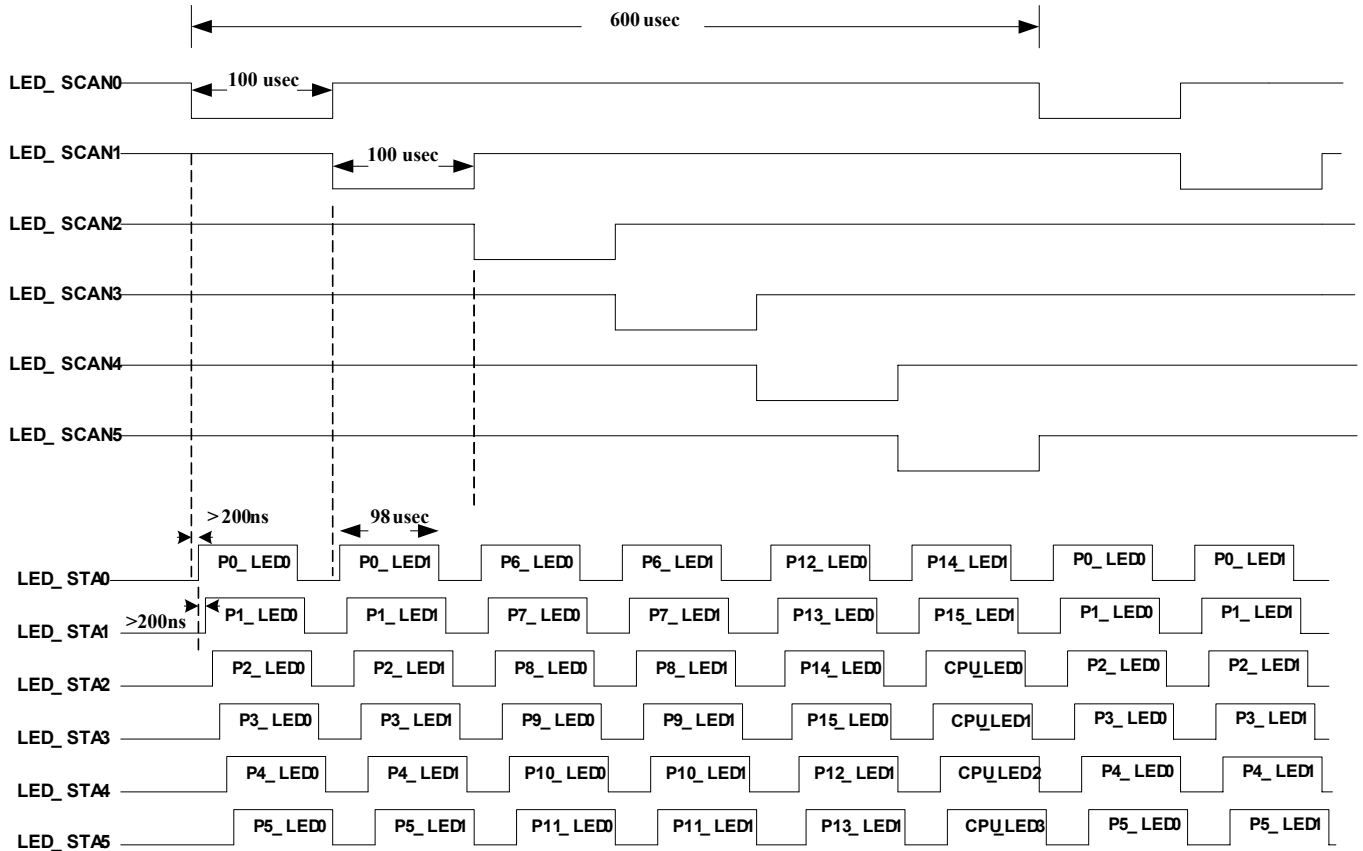 600 usec
LED_ SCAN0
100 usec
LED_ SCAN1
100 usec
LED_ SCAN2
LED_ SCAN3
LED_ SCAN4
LED_ SCAN5
>200ns
98 usec
LED_ STA0 P0_ LED0 P0_ LED1 P6_ LED0 P6_ LED1 P12_ LED0 P14_ LED1 P0_ LED0 P0_ LED1
>200ns
LED_ STA1 P1_ LED0 P1_ LED1 P7_ LED0 P7_ LED1 P13_ LED0 P15_ LED1 P1_ LED0 P1_ LED1
LED_ STA2 P2_ LED0 P2_ LED1 P8_ LED0 P8_ LED1 P14_ LED0 CPU_LED0 P2_ LED0 P2_ LED1
LED_ STA3 P3_ LED0 P3_ LED1 P9_ LED0 P9_ LED1 P15_ LED0 CPU_LED1 P3_ LED0 P3_ LED1
LED_ STA4 P4_ LED0 P4_ LED1 P10_ LED0 P10_ LED1 P12_ LED1 CPU_LED2 P4_ LED0 P4_ LED1
LED_ STA5 P5_ LED0 P5_ LED1 P11_ LED0 P11_ LED1 P13_ LED1 CPU_LED3 P5_ LED0 P5_ LED1